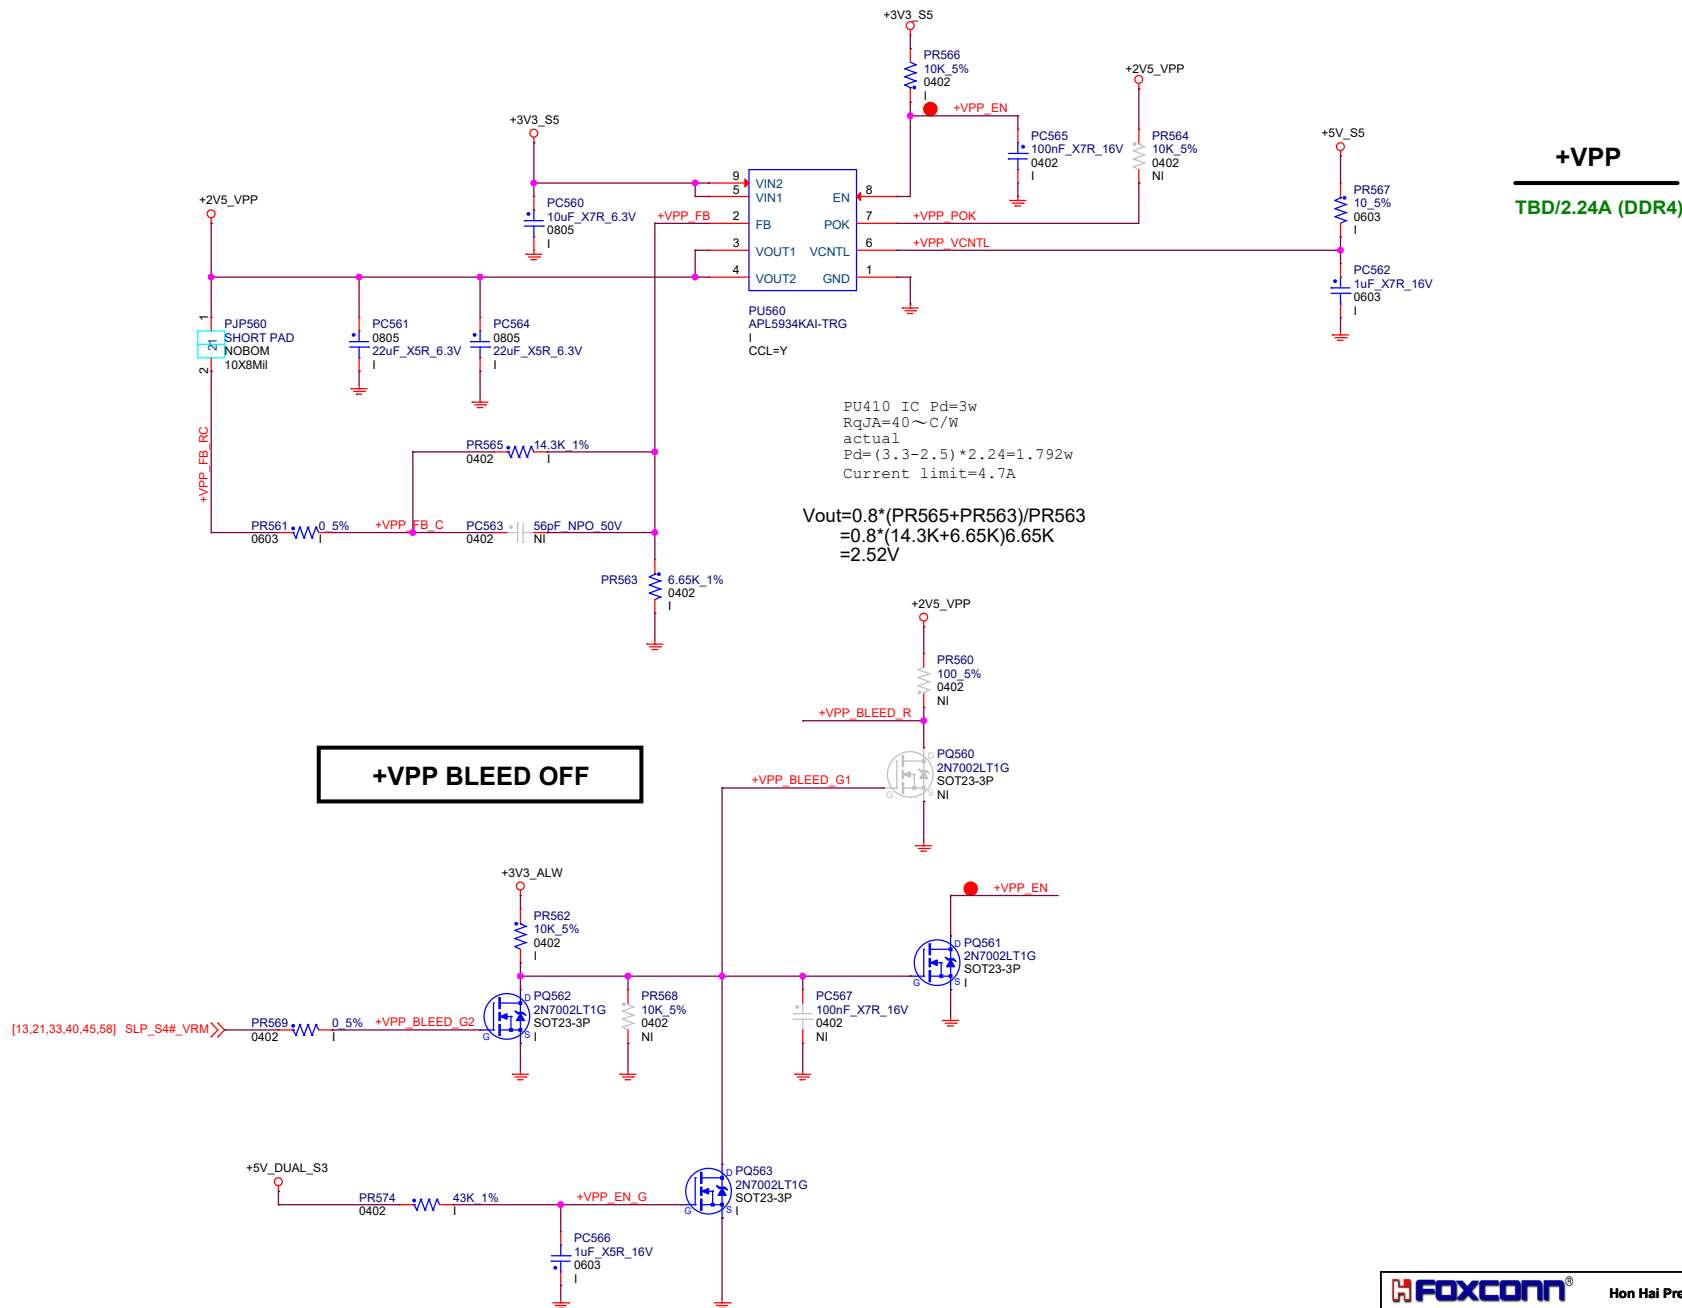 +3V3_S5
PR566
10K_5%
0402
I
+VPP_EN
+2V5_VPP
PC565
100nF_X7R_16V
0402
I
PR564
10K_5%
0402
NI
+5V_S5
PR567
10_5%
0603
I
+VPP
TBD/2.24A (DDR4)
+3V3_S5
PC560
10uF_X7R_6.3V
0805
I
+2V5_VPP
+VPP_FB
9 VIN2
5 VIN1
2 FB
3 VOUT1
4 VOUT2
EN 8
POK 7
VCNTL 6
GND 1
+VPP_POK
+VPP_VCNTL
PC562
1uF_X7R_16V
0603
I
PU560
APL5934KAI-TRG
I
CCL=Y
1
21
2
PJP560
SHORT PAD
NOBOM
10X8Mil
PC561
0805
22uF_X5R_6.3V
I
PC564
0805
22uF_X5R_6.3V
I
+VPP_FB_RC
PU410 IC Pd=3w
RqJA=40～C/W
actual
Pd=(3.3-2.5)*2.24=1.792w
Current limit=4.7A
PR565 14.3K_1%
0402 I
PR561 0_5%
0603 I
+VPP_FB_C
PC563 56pF_NPO_50V
0402 NI
Vout=0.8*(PR565+PR563)/PR563
=0.8*(14.3K+6.65K)6.65K
=2.52V
PR563 6.65K_1%
0402
I
+2V5_VPP
PR560
100_5%
0402
NI
+VPP_BLEED_R
+VPP BLEED OFF
PQ560
2N7002LT1G
SOT23-3P
NI
D
G
S
+VPP_BLEED_G1
+3V3_ALW
PR562
10K_5%
0402
I
+VPP_EN
PQ561
2N7002LT1G
SOT23-3P
I
D
G
S
PQ562
2N7002LT1G
SOT23-3P
I
D
G
S
PR568
10K_5%
0402
NI
PC567
100nF_X7R_16V
0402
NI
[13,21,33,40,45,58] SLP_S4#_VRM
PR569 0_5%
0402 I
+VPP_BLEED_G2
+5V_DUAL_S3
PR574 43K_1%
0402 I
+VPP_EN_G
PQ563
2N7002LT1G
SOT23-3P
I
D
G
S
PC566
1uF_X5R_16V
0603
I
FOXCONN® Hon Hai Pre